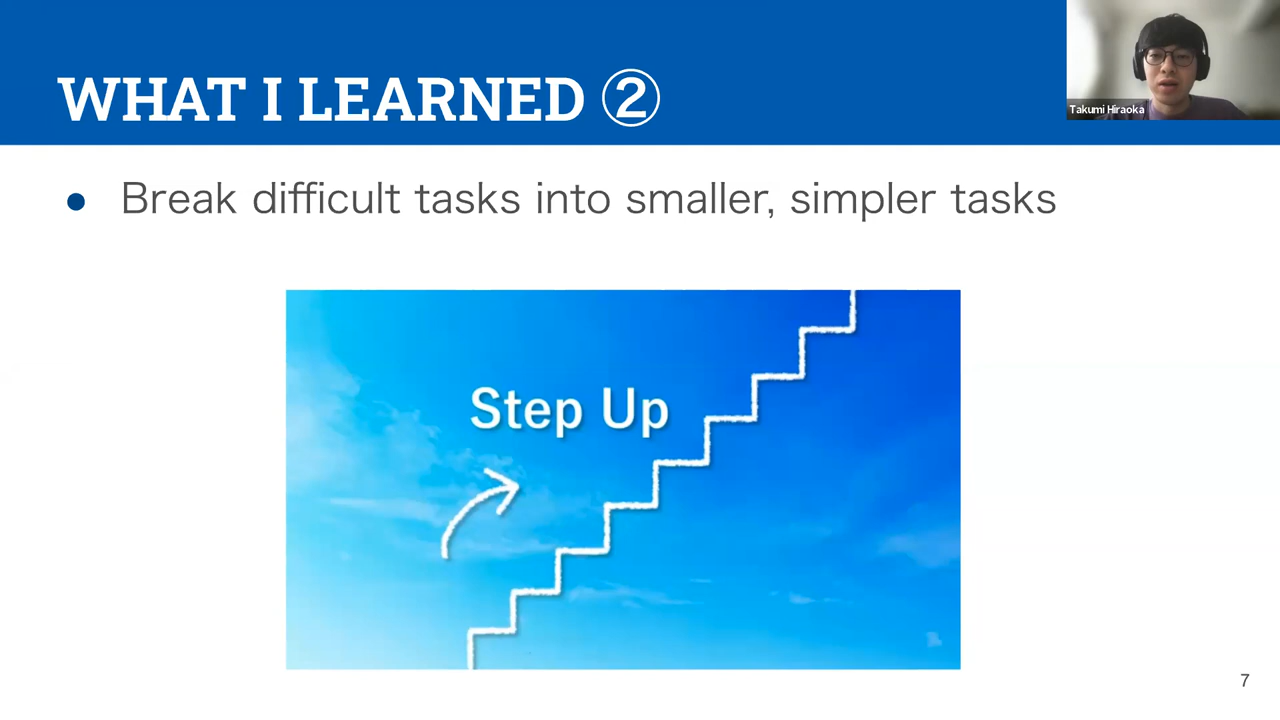 WHAT I LEARNED ②
Takumi Hiraoka
● Break difficult tasks into smaller, simpler tasks
Step Up
7